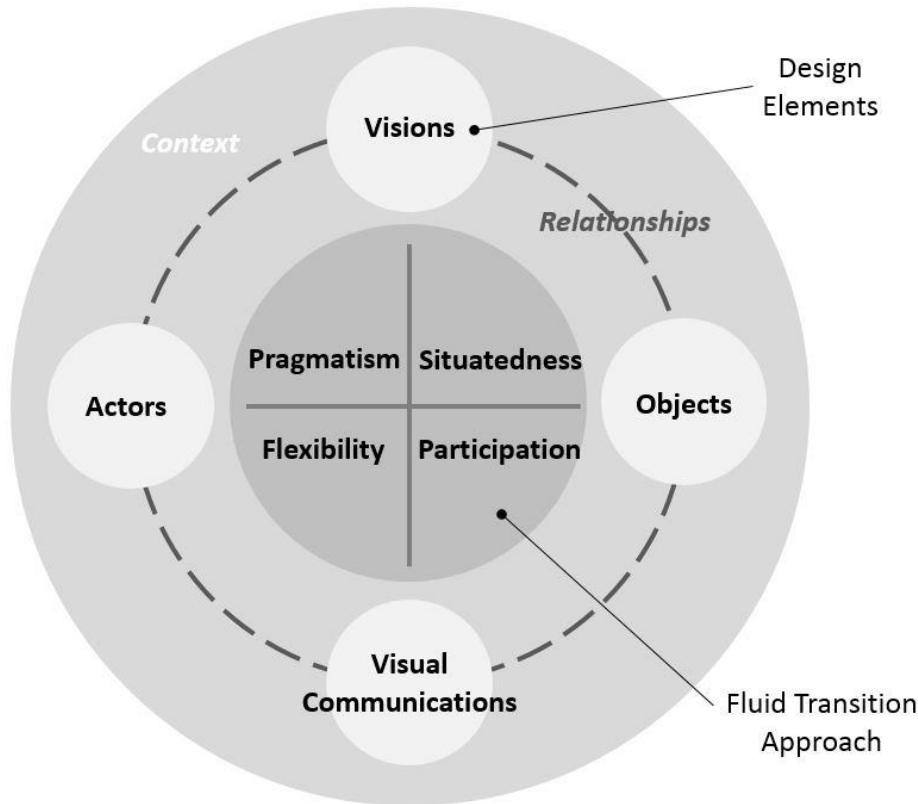 Design
Elements
Visions
Context
Relationships
Pragmatism
Situatedness
Actors
Objects
Flexibility
Participation
Visual
Communications
Fluid Transition
Approach